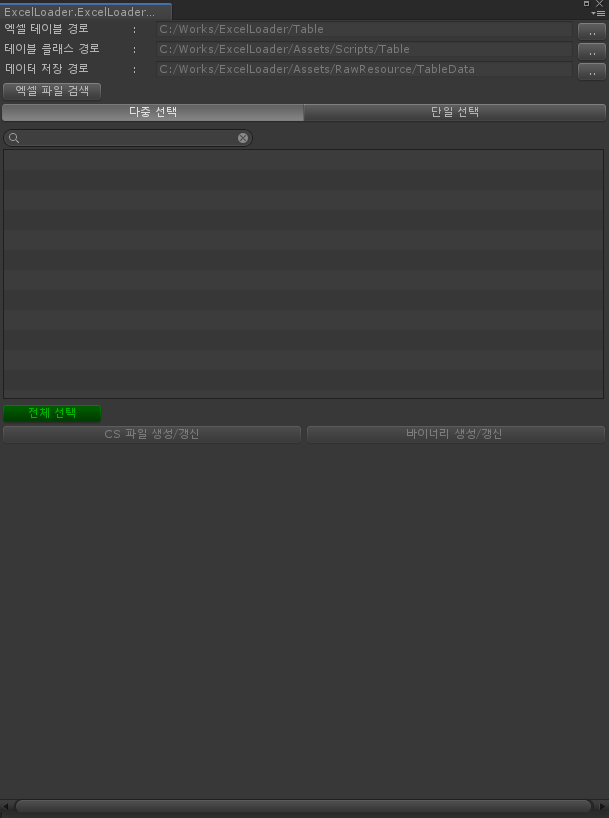 ExcelLoader.ExcelLoader...
엑셀 테이블 경로 : C:/Works/ExcelLoader/Table ..
테이블 클래스 경로 : C:/Works/ExcelLoader/Assets/Scripts/Table ..
데이터 저장 경로 : C:/Works/ExcelLoader/Assets/RawResource/TableData ..
엑셀 파일 검색
다중 선택 단일 선택
전체 선택
CS 파일 생성/갱신 바이너리 생성/갱신